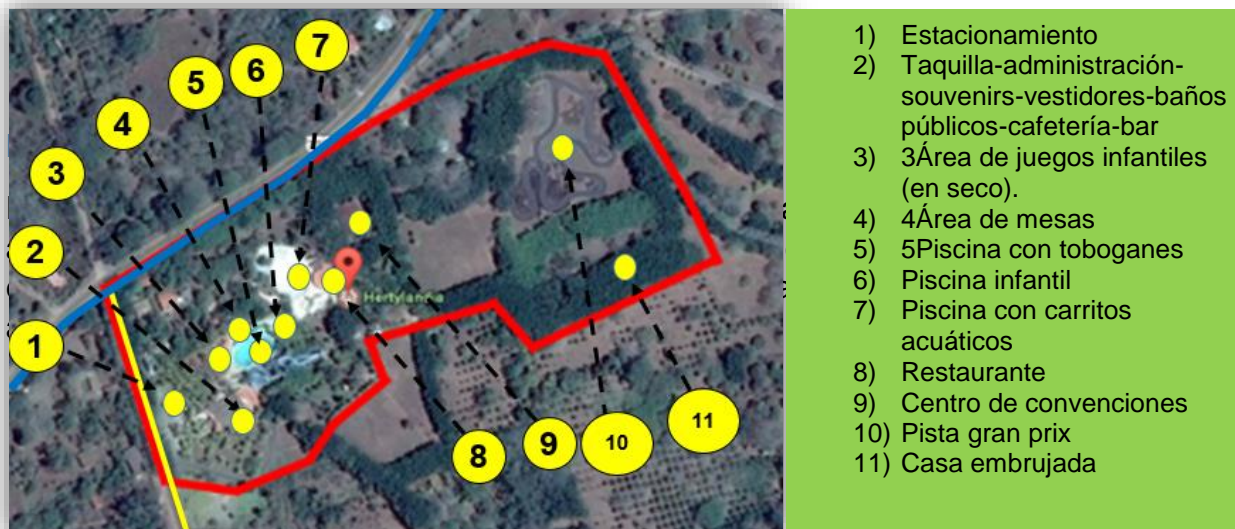 7
6
5
4
3
2
1
8
9
10
11
Hertylandia
1) Estacionamiento
2) Taquilla-administración-
souvenirs-vestidores-baños
públicos-cafetería-bar
3) 3Área de juegos infantiles
(en seco).
4) 4Área de mesas
5) 5Piscina con toboganes
6) Piscina infantil
7) Piscina con carritos
acuáticos
8) Restaurante
9) Centro de convenciones
10) Pista gran prix
11) Casa embrujada